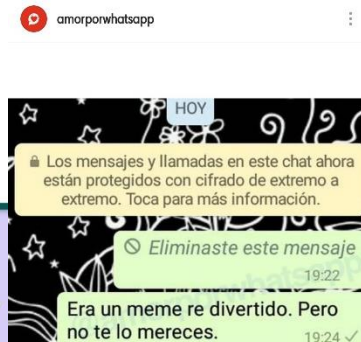 amorporwhatsapp
HOY
Los mensajes y llamadas en este chat ahora
están protegidos con cifrado de extremo a
extremo. Toca para más información.
Eliminaste este mensaje
19:22
Era un meme re divertido. Pero
no te lo mereces.
19:24